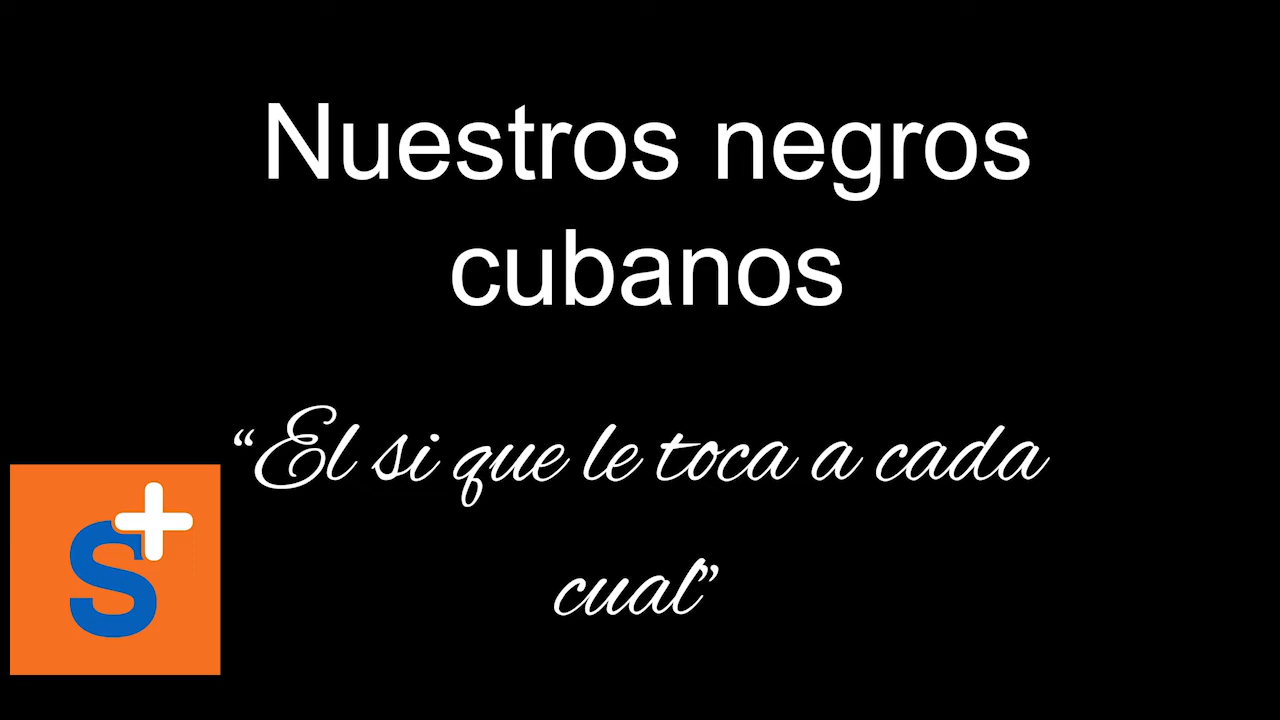 Nuestros negros
cubanos
“El si que le toca a cada
cual”
S+